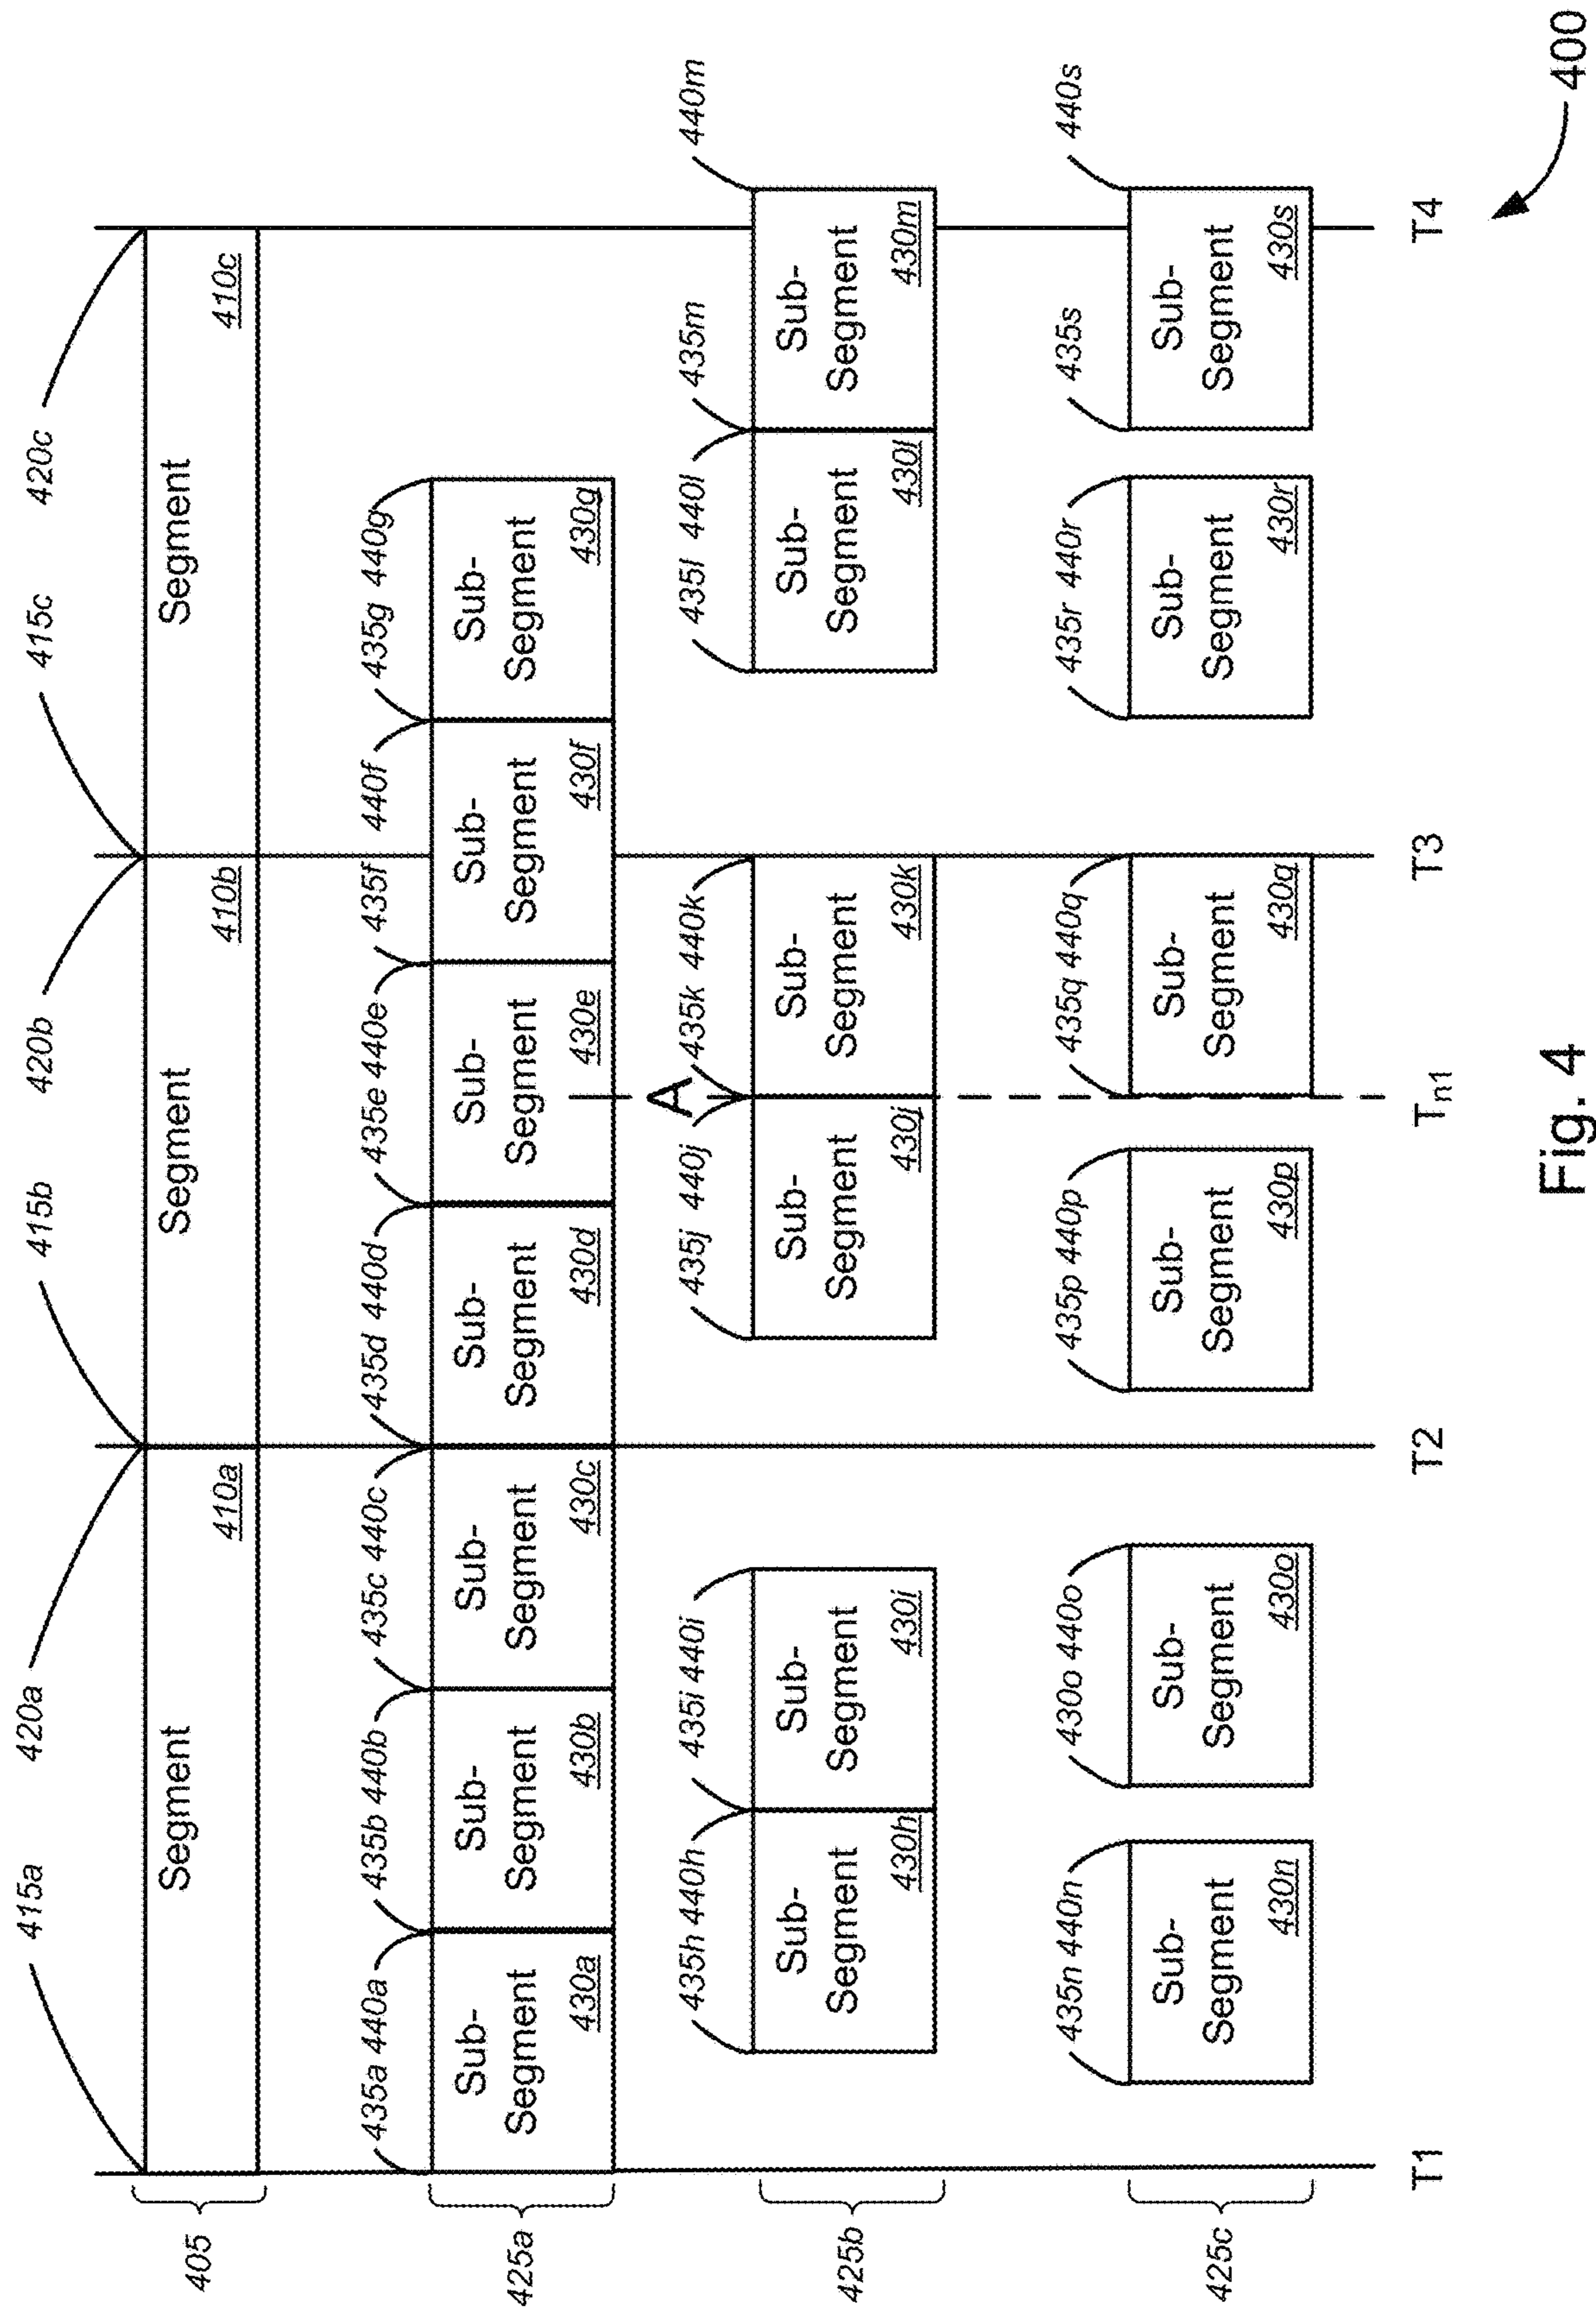 415a
420a
415b
420b
415c
420c
405
Segment
410a
Segment
410b
Segment
410c
435a
440a
435b
440b
435c
440c
435d
440d
435e
440e
435f
440f
435g
440g
425a
Sub-
Segment
430a
Sub-
Segment
430b
Sub-
Segment
430c
Sub-
Segment
430d
Sub-
Segment
430e
Sub-
Segment
430f
Sub-
Segment
430g
A
435h
440h
435i
440i
435j
440j
435k
440k
435l
440l
435m
440m
425b
Sub-
Segment
430h
Sub-
Segment
430i
Sub-
Segment
430j
Sub-
Segment
430k
Sub-
Segment
430l
Sub-
Segment
430m
435n
440n
430o
440o
435p
440p
435q
440q
435r
440r
435s
440s
425c
Sub-
Segment
430n
Sub-
Segment
430o
Sub-
Segment
430p
Sub-
Segment
430q
Sub-
Segment
430r
Sub-
Segment
430s
T1
T2
Tn1
T3
T4
400
Fig. 4